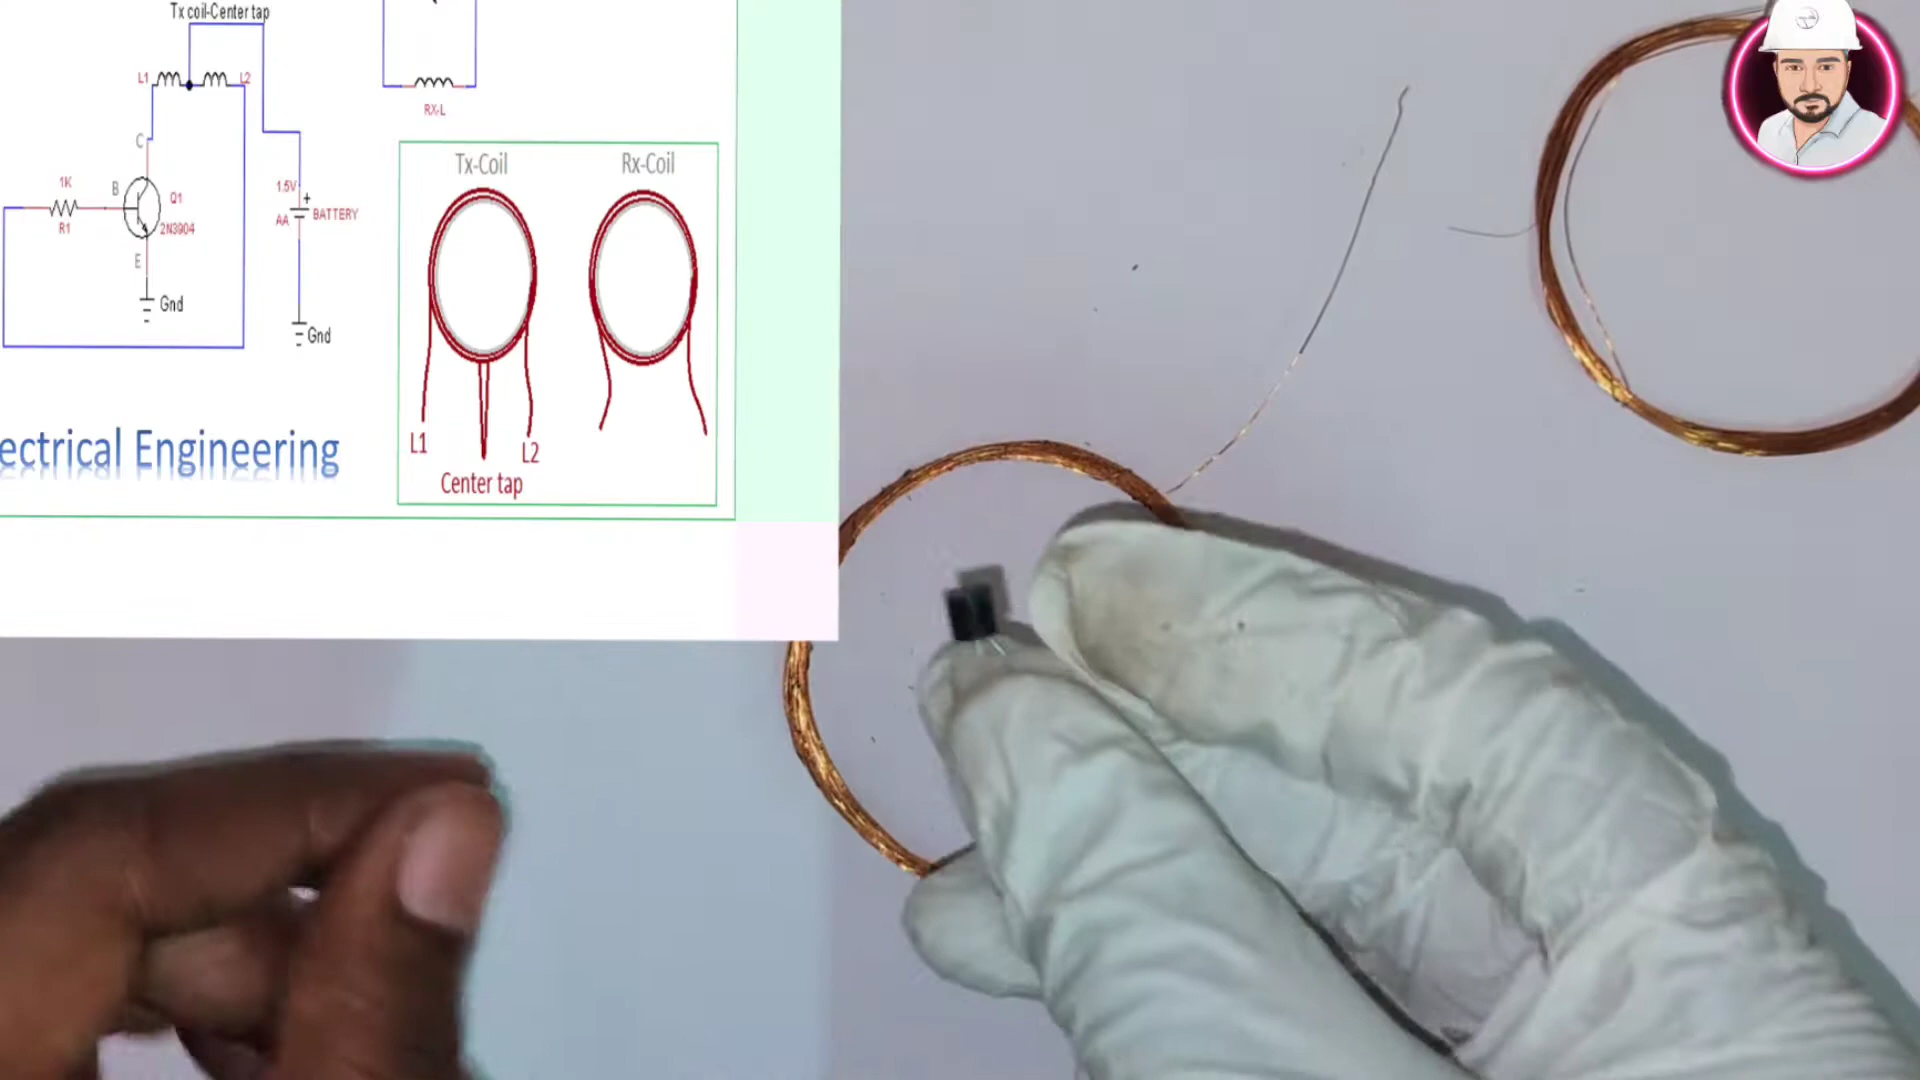 Tx coil-Center tap
L1
L2
RX-L
C
1K
B
Q1
R1
2N3904
E
Gnd
1.5V
+
AA
BATTERY
Gnd
Tx-Coil
Rx-Coil
L1
L2
Center tap
ectrical Engineering